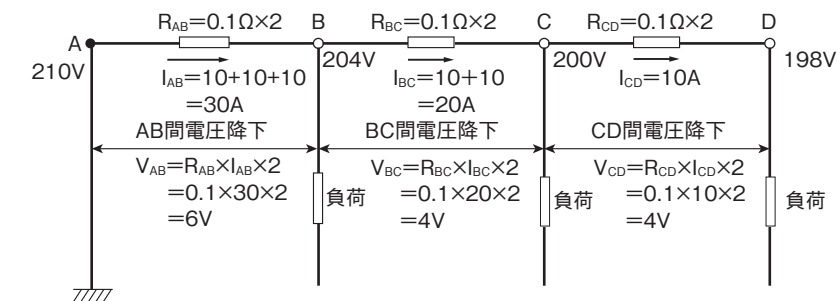 R_AB=0.1Ω×2
R_BC=0.1Ω×2
R_CD=0.1Ω×2
A
B
C
D
210V
204V
200V
198V
I_AB=10+10+10
=30A
I_BC=10+10
=20A
I_CD=10A
AB間電圧降下
BC間電圧降下
CD間電圧降下
V_AB=R_AB×I_AB×2
=0.1×30×2
=6V
負荷
V_BC=R_BC×I_BC×2
=0.1×20×2
=4V
負荷
V_CD=R_CD×I_CD×2
=0.1×10×2
=4V
負荷